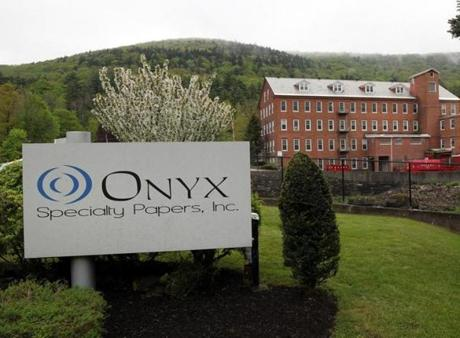 Onyx
Specialty Papers, Inc.